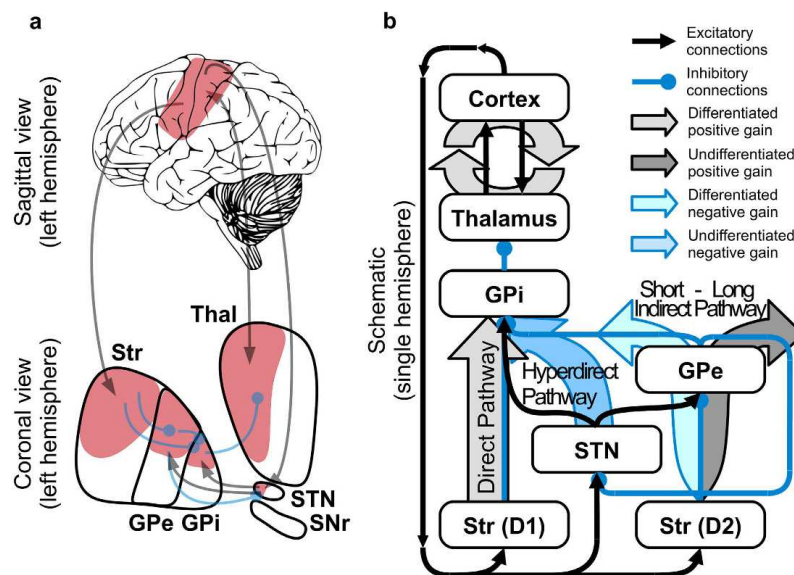 a
Sagittal view
(left hemisphere)
Coronal view
(left hemisphere)
Thal
Str
GPe GPi
STN
SNr
b
Schematic
(single hemisphere)
Cortex
Thalamus
GPi
Short - Long
Indirect Pathway
GPe
Hyperdirect
Pathway
Direct Pathway
STN
Str (D1)
Str (D2)
Excitatory
connections
Inhibitory
connections
Differentiated
positive gain
Undifferentiated
positive gain
Differentiated
negative gain
Undifferentiated
negative gain